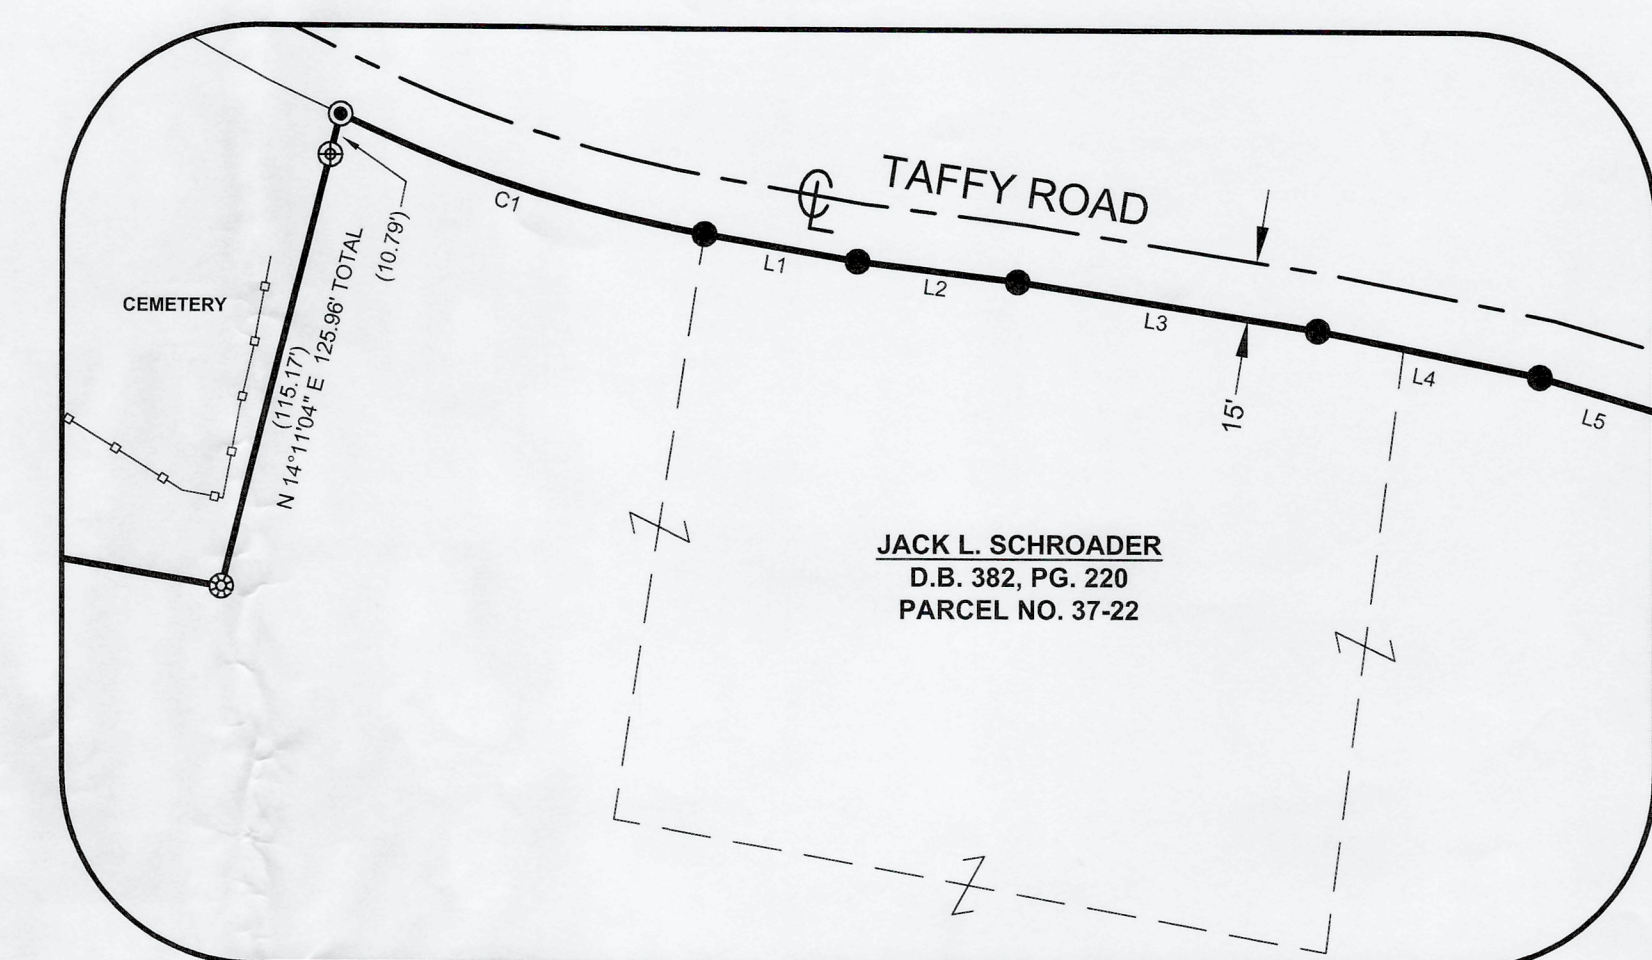 TAFFY ROAD
C1
L1
L2
L3
L4
L5
15'
CEMETERY
(10.79')
(115.17')
N 14°11'04" E 125.96' TOTAL
JACK L. SCHROADER
D.B. 382, PG. 220
PARCEL NO. 37-22